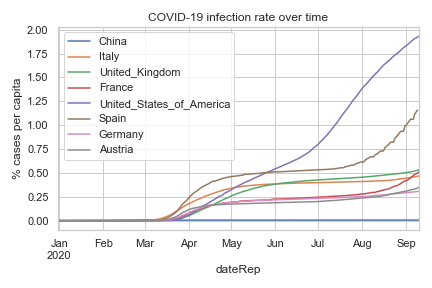 COVID-19 infection rate over time
% cases per capita
2.00
1.75
1.50
1.25
1.00
0.75
0.50
0.25
0.00
China
Italy
United_Kingdom
France
United_States_of_America
Spain
Germany
Austria
Jan Feb Mar Apr May Jun Jul Aug Sep
2020
dateRep